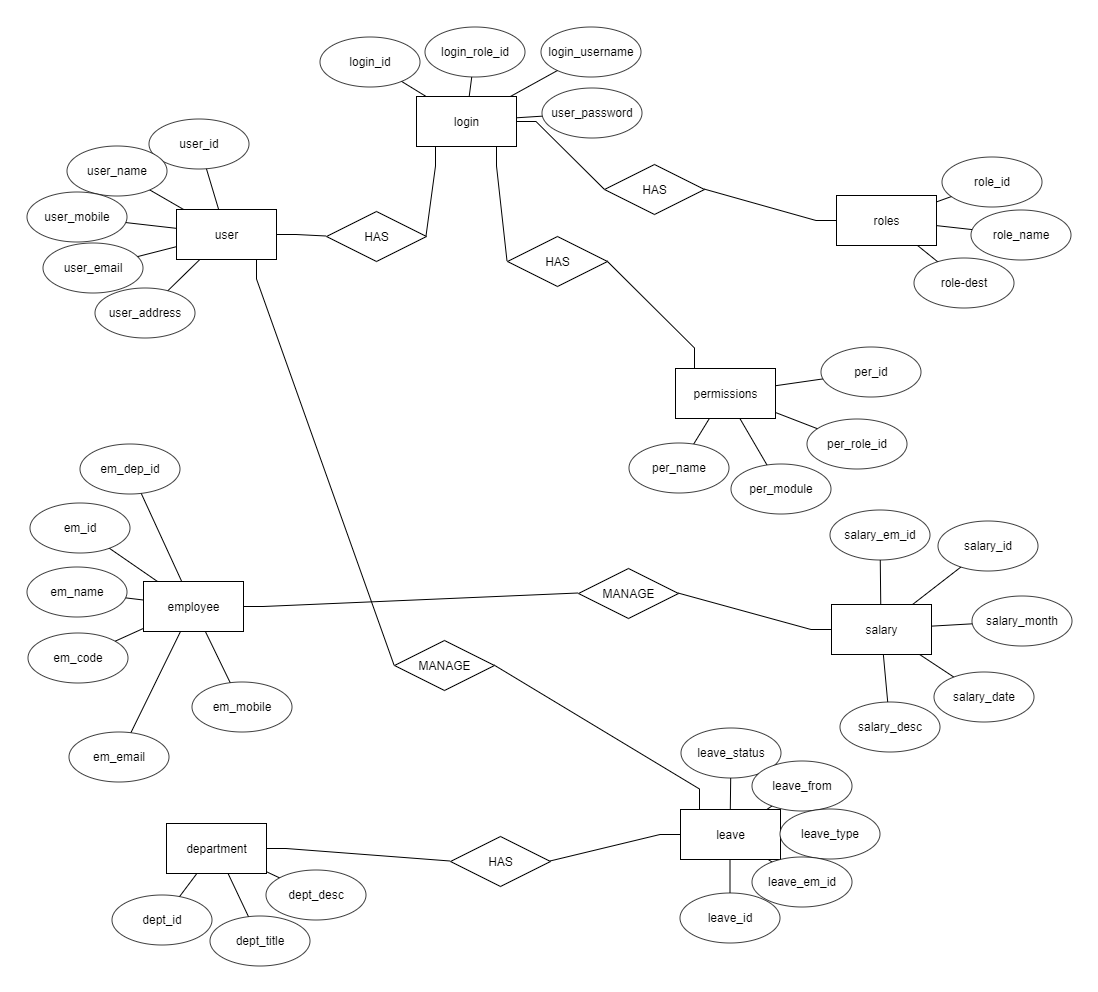 login_id
login_role_id
login_username
user_password
login
user_id
user_name
user_mobile
user_email
user_address
user
HAS
HAS
HAS
roles
role_id
role_name
role-dest
permissions
per_id
per_role_id
per_name
per_module
em_dep_id
em_id
em_name
em_code
em_email
em_mobile
employee
MANAGE
MANAGE
salary_em_id
salary_id
salary_month
salary_date
salary_desc
salary
leave_status
leave_from
leave_type
leave_em_id
leave_id
leave
department
HAS
dept_id
dept_title
dept_desc